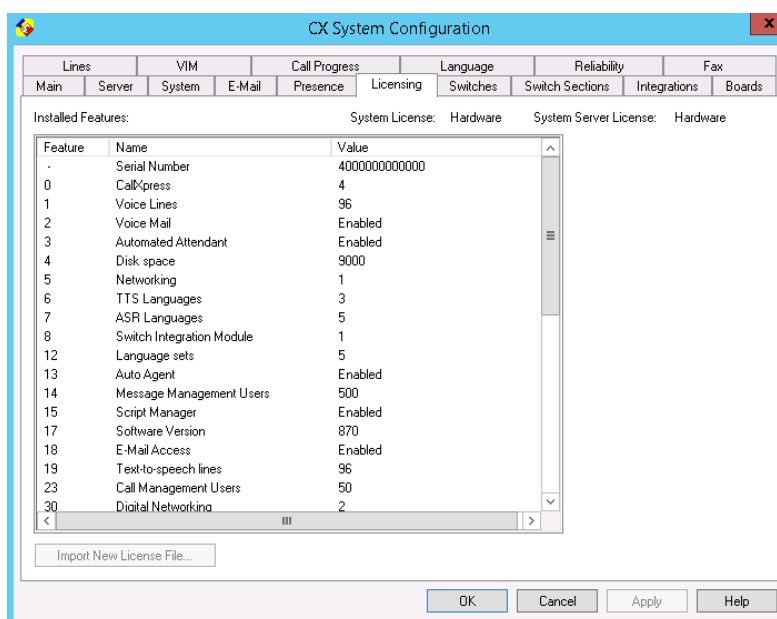 CX System Configuration
x
Lines VIM Call Progress Language Reliability Fax
Main Server System E-Mail Presence Licensing Switches Switch Sections Integrations Boards
Installed Features: System License: Hardware System Server License: Hardware
Feature Name Value
- Serial Number 4000000000000
0 CallXpress 4
1 Voice Lines 96
2 Voice Mail Enabled
3 Automated Attendant Enabled
4 Disk space 9000
5 Networking 1
6 TTS Languages 3
7 ASR Languages 5
8 Switch Integration Module 1
12 Language sets 5
13 Auto Agent Enabled
14 Message Management Users 500
15 Script Manager Enabled
17 Software Version 870
18 E-Mail Access Enabled
19 Text-to-speech lines 96
23 Call Management Users 50
30 Digital Networking 2
Import New License File...
OK Cancel Apply Help